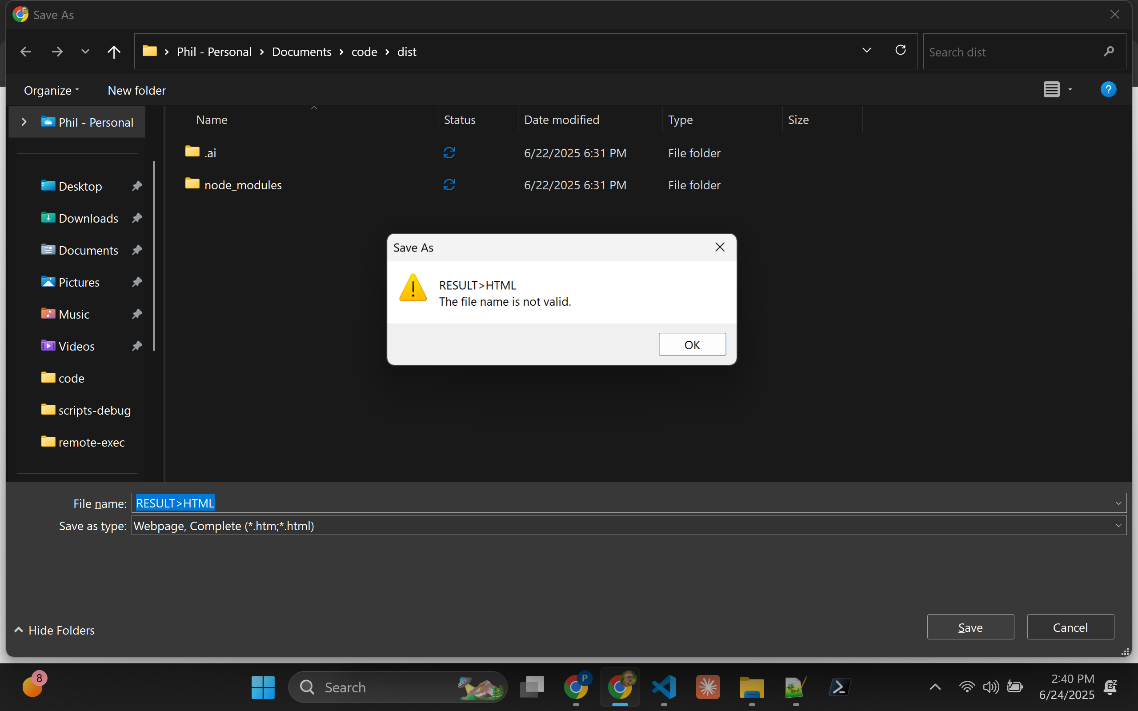 Save As
Phil - Personal > Documents > code > dist
Search dist
Organize
New folder
Phil - Personal
Desktop
Downloads
Documents
Pictures
Music
Videos
code
scripts-debug
remote-exec
Name Status Date modified Type Size
.ai 6/22/2025 6:31 PM File folder
node_modules 6/22/2025 6:31 PM File folder
Save As
RESULT>HTML
The file name is not valid.
OK
File name: RESULT>HTML
Save as type: Webpage, Complete (*.htm;*.html)
Hide Folders
Save
Cancel
8
Search
P
2:40 PM
6/24/2025